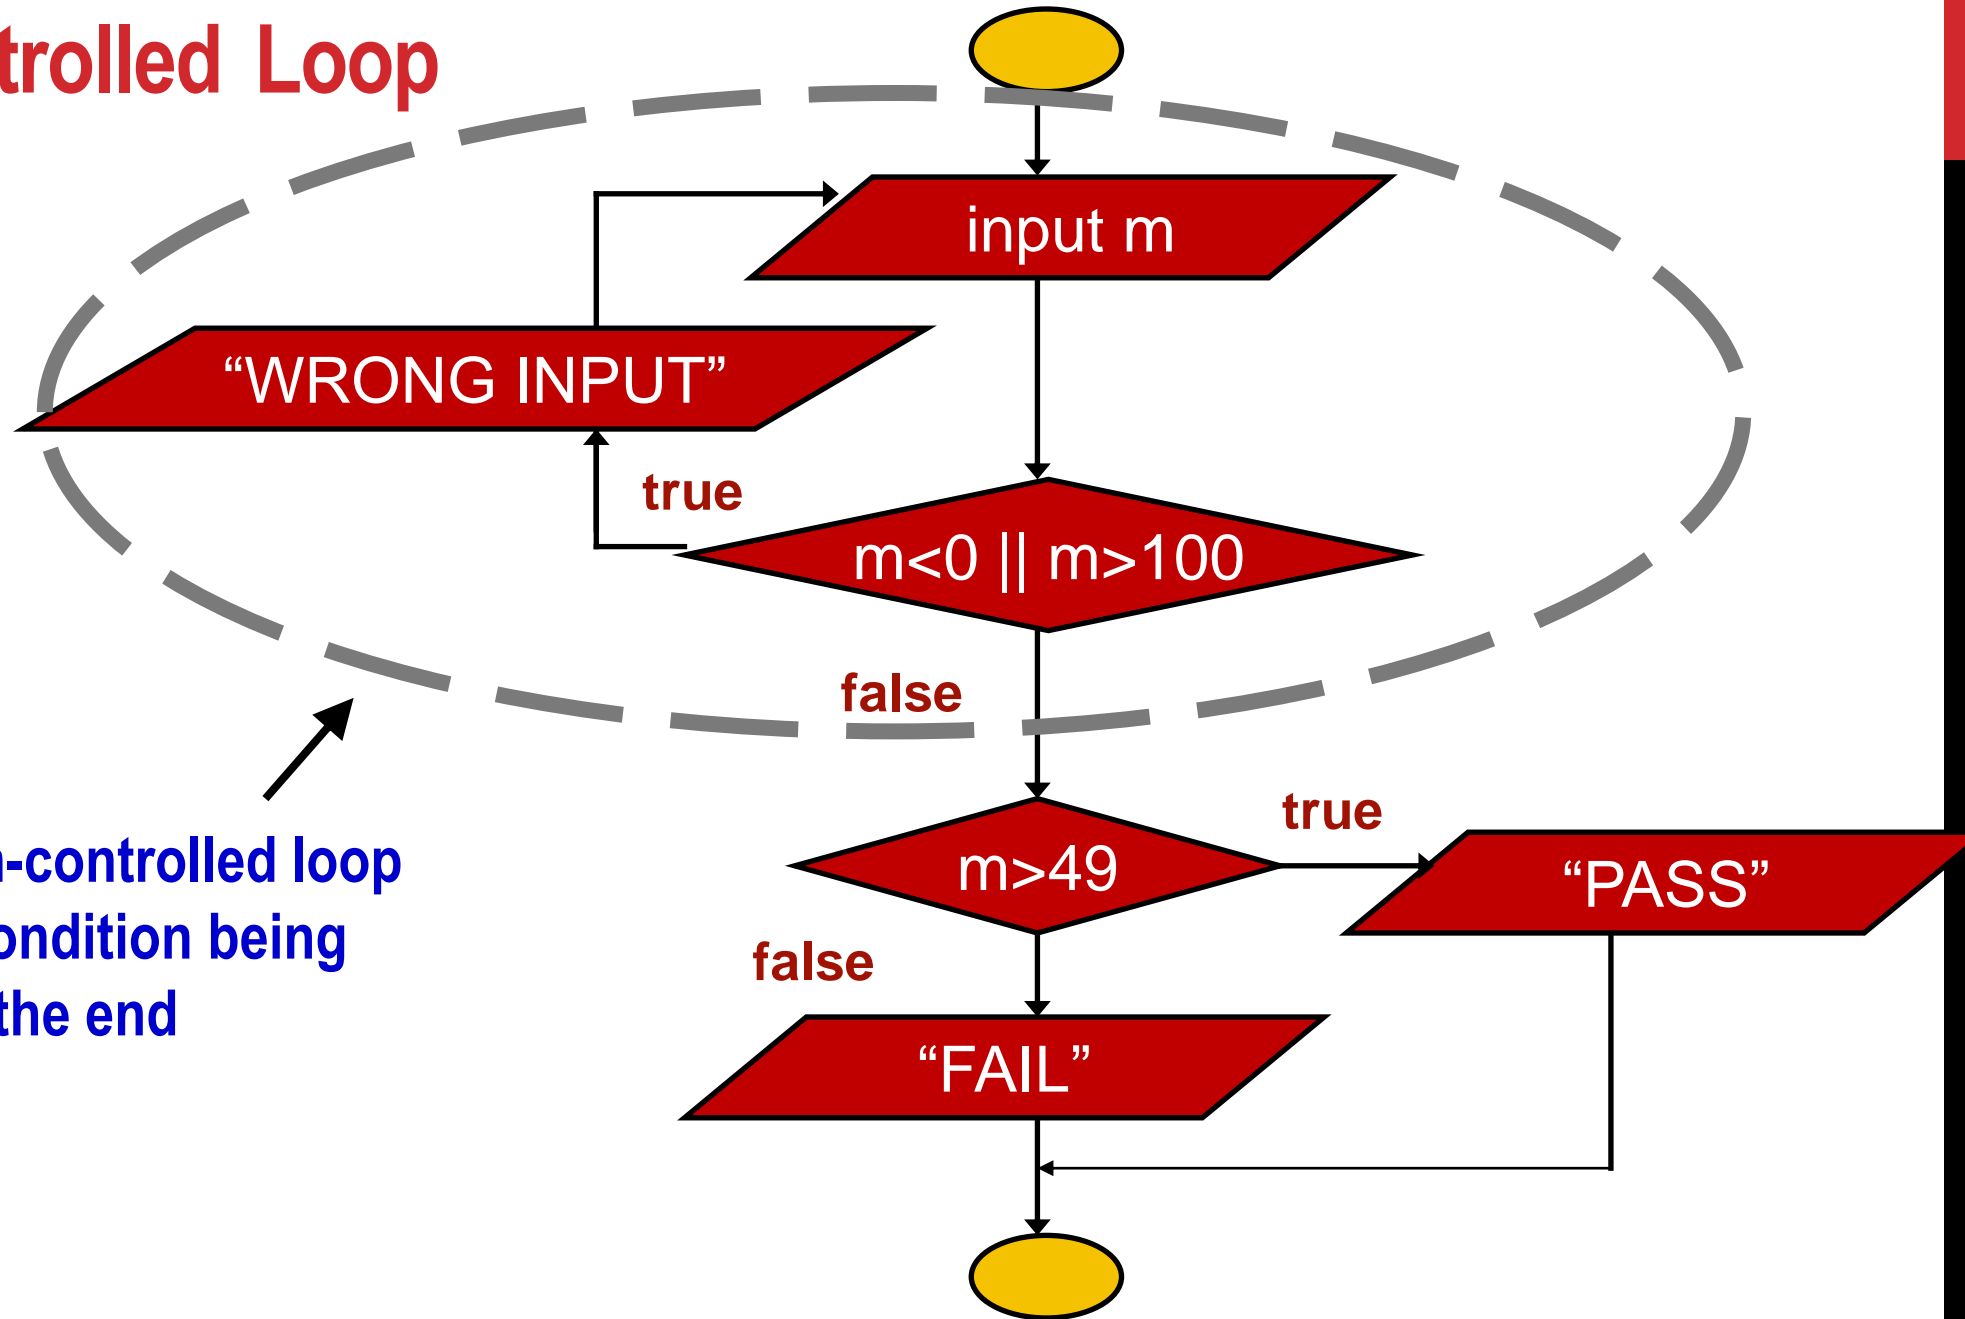 trolled Loop
input m
“WRONG INPUT”
true
m<0 || m>100
false
true
-controlled loop
m>49
“PASS”
ondition being
false
the end
“FAIL”